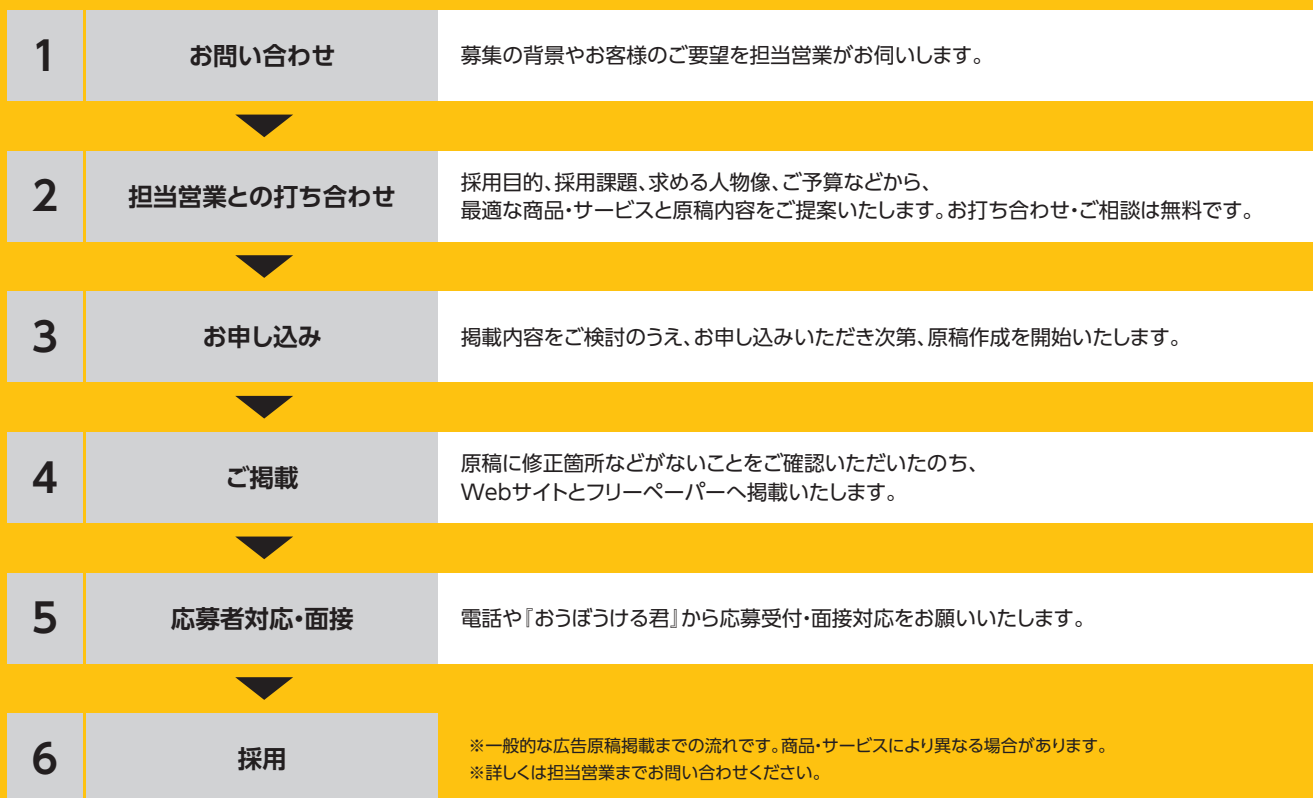 1
お問い合わせ
募集の背景やお客様のご要望を担当営業がお伺いします。
2
担当営業との打ち合わせ
採用目的、採用課題、求める人物像、ご予算などから、
最適な商品・サービスと原稿内容をご提案いたします。お打ち合わせ・ご相談は無料です。
3
お申し込み
掲載内容をご検討のうえ、お申し込みいただき次第、原稿作成を開始いたします。
4
ご掲載
原稿に修正箇所などがないことをご確認いただいたのち、
Webサイトとフリーペーパーへ掲載いたします。
5
応募者対応・面接
電話や『おうぼうける君』から応募受付・面接対応をお願いいたします。
6
採用
※一般的な広告原稿掲載までの流れです。商品・サービスにより異なる場合があります。
※詳しくは担当営業までお問い合わせください。